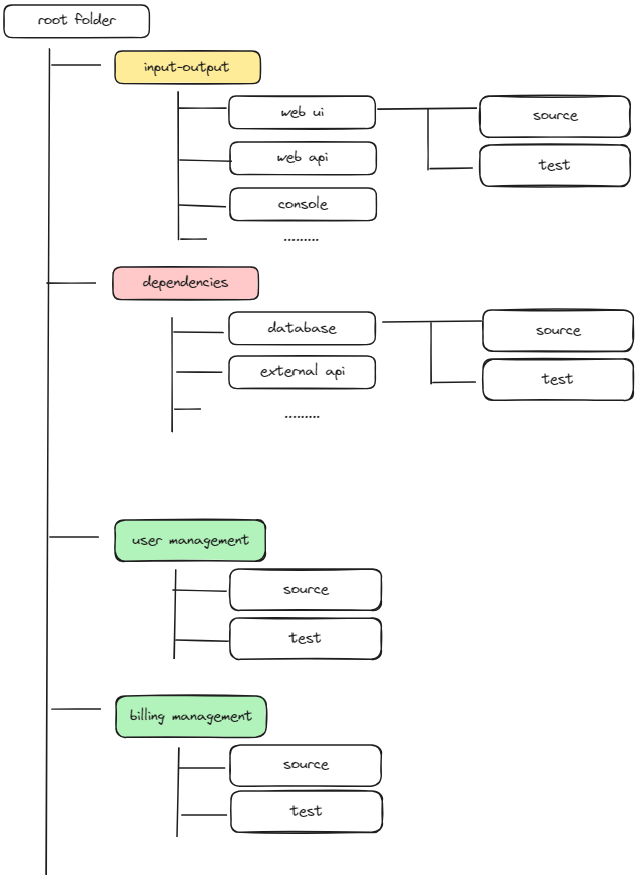 root folder
input-output
web ui
source
web api
test
console
.........
dependencies
database
source
external api
test
.........
user management
source
test
billing management
source
test